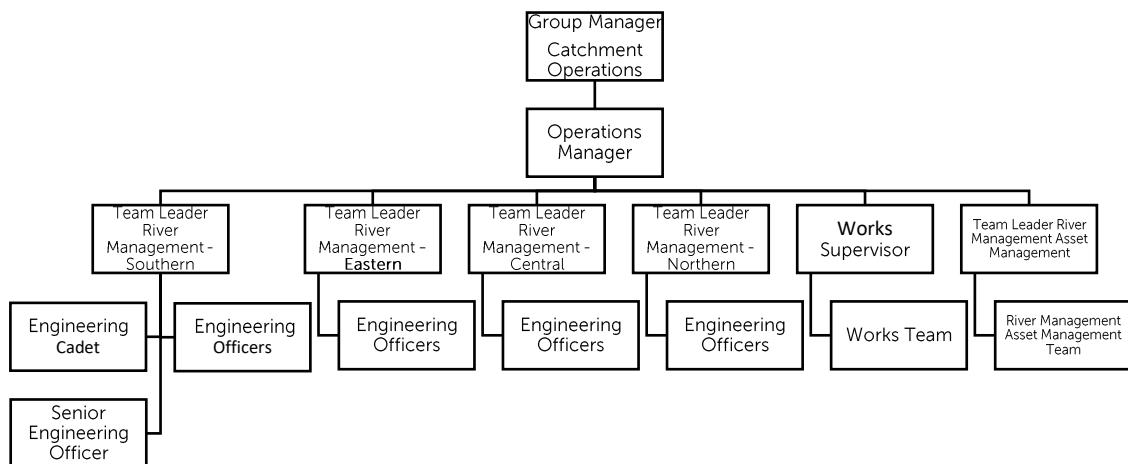 Group Manager
Catchment
Operations
Operations
Manager
Team Leader
River
Management -
Southern
Team Leader
River
Management -
Eastern
Team Leader
River
Management -
Central
Team Leader
River
Management -
Northern
Works
Supervisor
Team Leader River
Management Asset
Management
Engineering
Cadet
Engineering
Officers
Engineering
Officers
Engineering
Officers
Engineering
Officers
Works Team
River Management
Asset Management
Team
Senior
Engineering
Officer